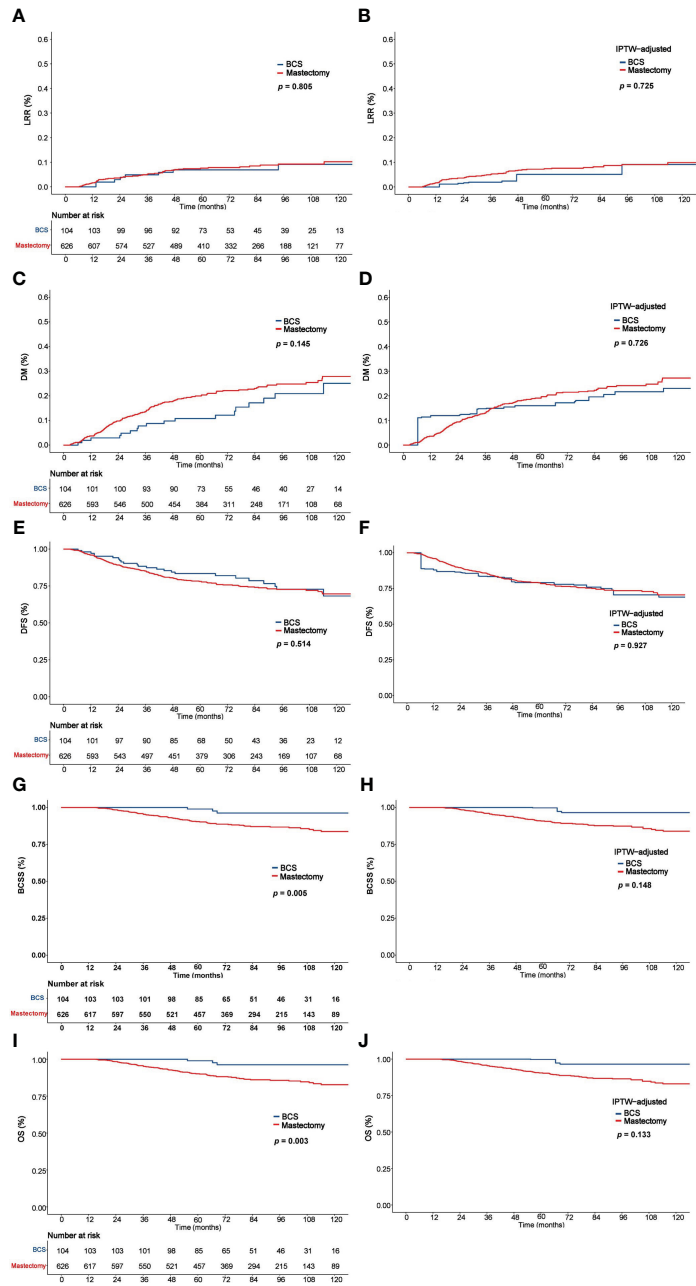 A
0.6
0.5
0.4
0.3
0.2
0.1
0.0
LRR (%)
BCS
Mastectomy
p = 0.805
Time (months)
Number at risk
BCS 104 103 99 96 92 73 53 45 39 25 13
Mastectomy 626 607 574 527 489 410 332 266 188 121 77
0 12 24 36 48 60 72 84 96 108 120
B
0.6
0.5
0.4
0.3
0.2
0.1
0.0
LRR (%)
IPTW-adjusted
BCS
Mastectomy
p = 0.725
0 12 24 36 48 60 72 84 96 108 120
Time (months)
C
0.6
0.5
0.4
0.3
0.2
0.1
0.0
DM (%)
BCS
Mastectomy
p = 0.145
0 12 24 36 48 60 72 84 96 108 120
Time (months)
Number at risk
BCS 104 101 100 93 90 73 55 46 40 27 14
Mastectomy 626 593 546 500 454 384 311 248 171 108 68
0 12 24 36 48 60 72 84 96 108 120
D
0.6
0.5
0.4
0.3
0.2
0.1
0.0
DM (%)
IPTW-adjusted
BCS
Mastectomy
p = 0.726
0 12 24 36 48 60 72 84 96 108 120
Time (months)
E
1.00
0.75
0.50
0.25
0.00
DFS (%)
BCS
Mastectomy
p = 0.514
0 12 24 36 48 60 72 84 96 108 120
Time (months)
Number at risk
BCS 104 101 97 90 85 68 50 43 36 23 12
Mastectomy 626 593 543 497 451 379 306 243 169 107 68
0 12 24 36 48 60 72 84 96 108 120
F
1.00
0.75
0.50
0.25
0.00
DFS (%)
IPTW-adjusted
BCS
Mastectomy
p = 0.927
0 12 24 36 48 60 72 84 96 108 120
Time (months)
G
1.00
0.75
0.50
0.25
0.00
BCSS (%)
BCS
Mastectomy
p = 0.005
0 12 24 36 48 60 72 84 96 108 120
Time (months)
Number at risk
BCS 104 103 103 101 98 85 65 51 46 31 16
Mastectomy 626 617 597 550 521 457 369 294 215 143 89
0 12 24 36 48 60 72 84 96 108 120
H
1.00
0.75
0.50
0.25
0.00
BCSS (%)
IPTW-adjusted
BCS
Mastectomy
p = 0.148
0 12 24 36 48 60 72 84 96 108 120
Time (months)
I
1.00
0.75
0.50
0.25
0.00
OS (%)
BCS
Mastectomy
p = 0.003
0 12 24 36 48 60 72 84 96 108 120
Time (months)
Number at risk
BCS 104 103 103 101 98 85 65 51 46 31 16
Mastectomy 626 617 597 550 521 457 369 294 215 143 89
0 12 24 36 48 60 72 84 96 108 120
J
1.00
0.75
0.50
0.25
0.00
OS (%)
IPTW-adjusted
BCS
Mastectomy
p = 0.133
0 12 24 36 48 60 72 84 96 108 120
Time (months)